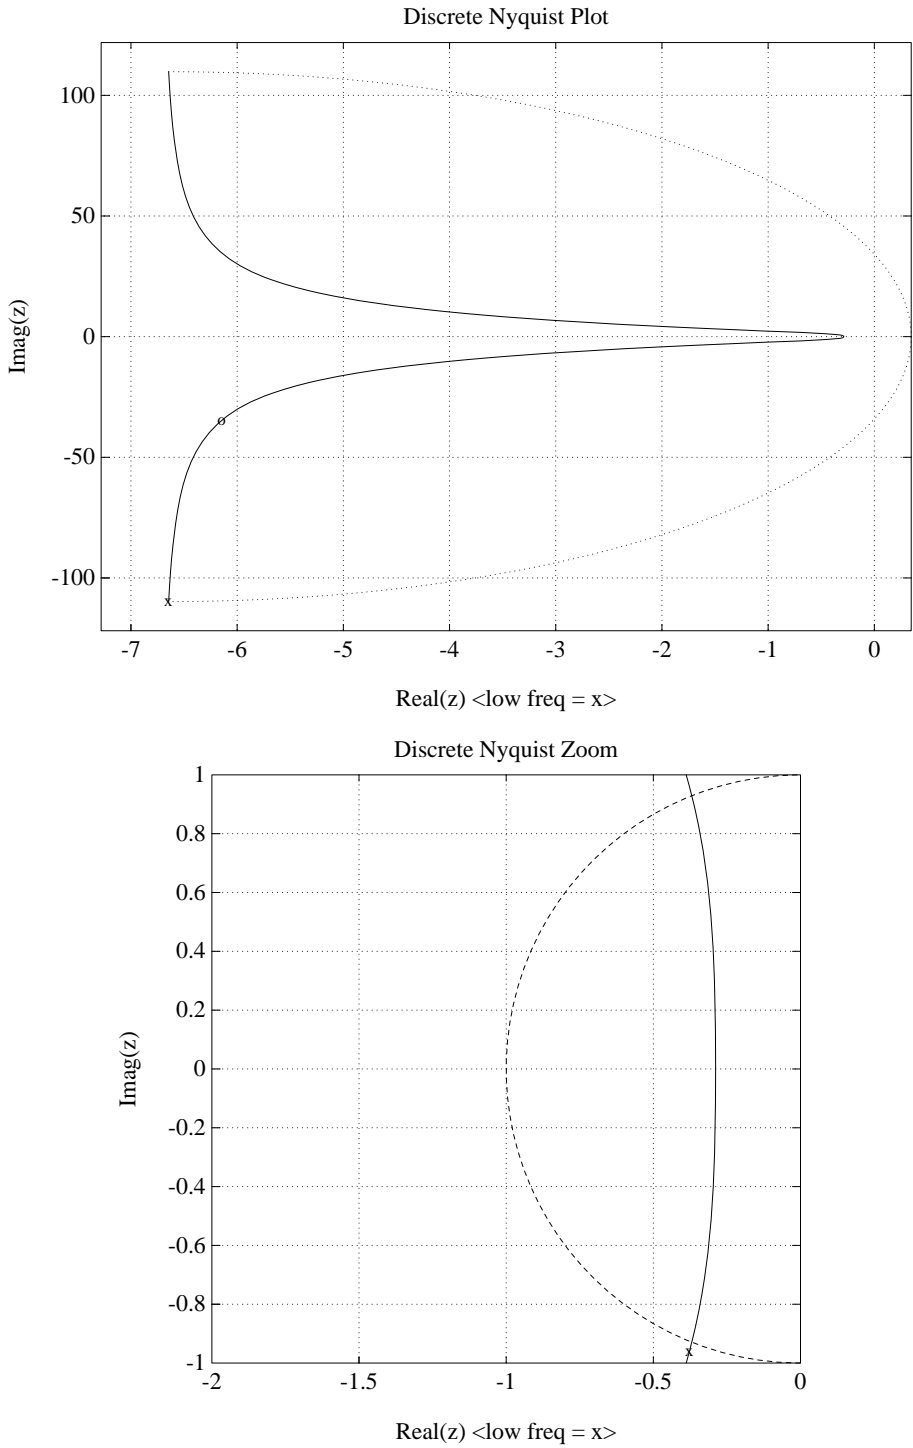 Discrete Nyquist Plot
100
50
0
-50
-100
Imag(z)
o
x
-7 -6 -5 -4 -3 -2 -1 0
Real(z) <low freq = x>
Discrete Nyquist Zoom
1
0.8
0.6
0.4
0.2
0
-0.2
-0.4
-0.6
-0.8
-1
Imag(z)
x
-2 -1.5 -1 -0.5 0
Real(z) <low freq = x>